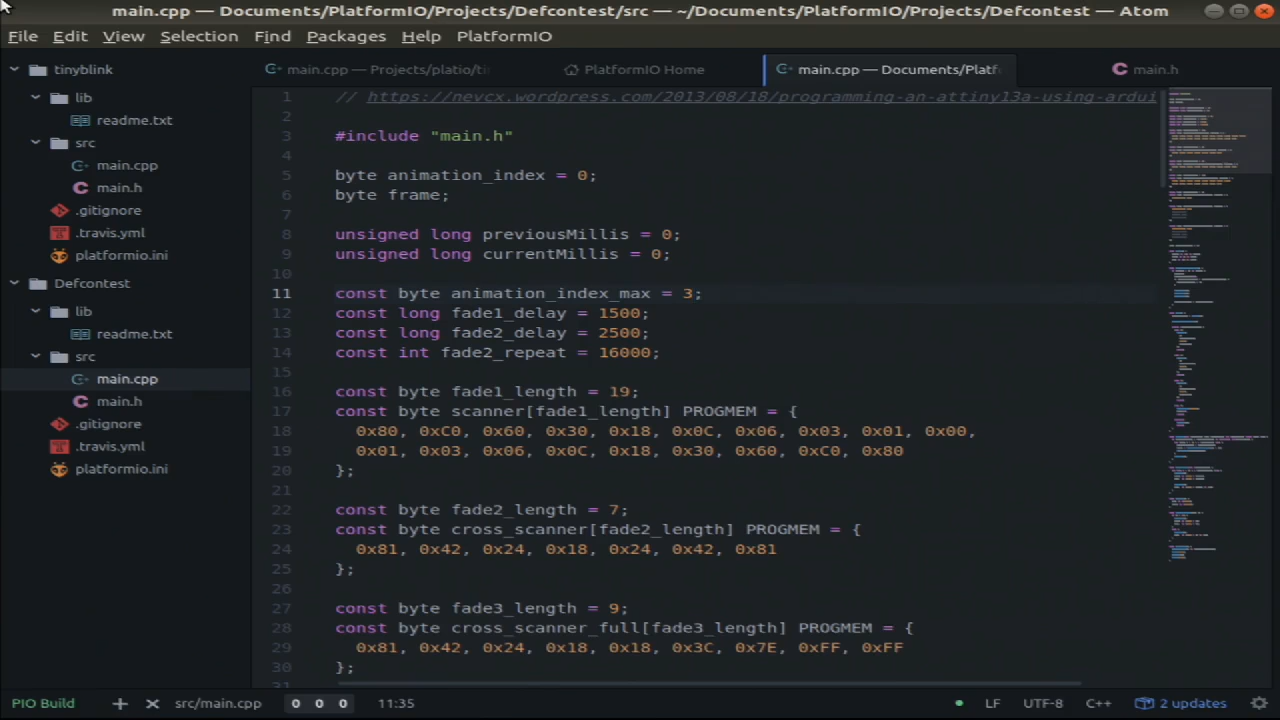 main.cpp — Documents/PlatformIO/Projects/Defcontest/src — ~/Documents/PlatformIO/Projects/Defcontest — Atom
File Edit View Selection Find Packages Help PlatformIO
tinyblink
lib
readme.txt
src
main.cpp
main.h
.gitignore
.travis.yml
platformio.ini
Defcontest
lib
readme.txt
src
main.cpp
main.h
.gitignore
.travis.yml
platformio.ini
main.cpp — Projects/platio/ti PlatformIO Home main.cpp — Documents/Platf main.h
1 // https://neycx.wordpress.com/2013/08/18/programming-an-attiny13a-using-ardui
2
3 #include "main.h"
4
5 byte animation_index = 0;
6 byte frame;
7
8 unsigned long previousMillis = 0;
9 unsigned long currentMillis = 0;
10
11 const byte animation_index_max = 3;
12 const long fade1_delay = 1500;
13 const long fade2_delay = 2500;
14 const int fade2_repeat = 16000;
15
16 const byte fade1_length = 19;
17 const byte scanner[fade1_length] PROGMEM = {
18 0x80, 0xC0, 0x60, 0x30, 0x18, 0x0C, 0x06, 0x03, 0x01, 0x00,
19 0x01, 0x03, 0x06, 0x0C, 0x18, 0x30, 0x60, 0xC0, 0x80
20 };
21
22 const byte fade2_length = 7;
23 const byte cross_scanner[fade2_length] PROGMEM = {
24 0x81, 0x42, 0x24, 0x18, 0x24, 0x42, 0x81
25 };
26
27 const byte fade3_length = 9;
28 const byte cross_scanner_full[fade3_length] PROGMEM = {
29 0x81, 0x42, 0x24, 0x18, 0x18, 0x3C, 0x7E, 0xFF, 0xFF
30 };
31
PIO Build + × src/main.cpp 0 0 0 11:35 LF UTF-8 C++ 2 updates